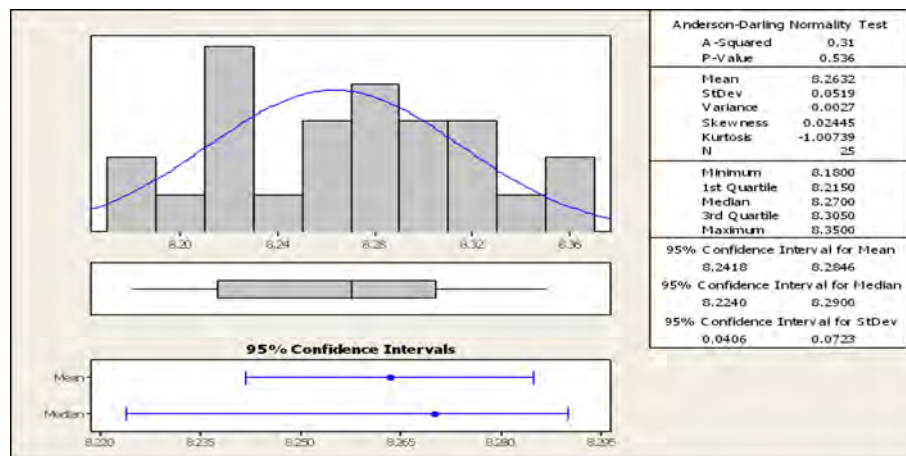 Anderson-Darling Normality Test
A-Squared 0.31
P-Value 0.536
Mean 8.2632
StDev 0.0519
Variance 0.0027
Skewness 0.02445
Kurtosis -1.00739
N 25
Minimum 8.1800
1st Quartile 8.2150
Median 8.2700
3rd Quartile 8.3050
Maximum 8.3500
95% Confidence Interval for Mean
8.2418 8.2846
95% Confidence Interval for Median
8.2240 8.2900
95% Confidence Interval for StDev
0.0406 0.0723
8.20 8.24 8.28 8.32 8.36
95% Confidence Intervals
Mean
Median
8.220 8.235 8.250 8.265 8.280 8.295